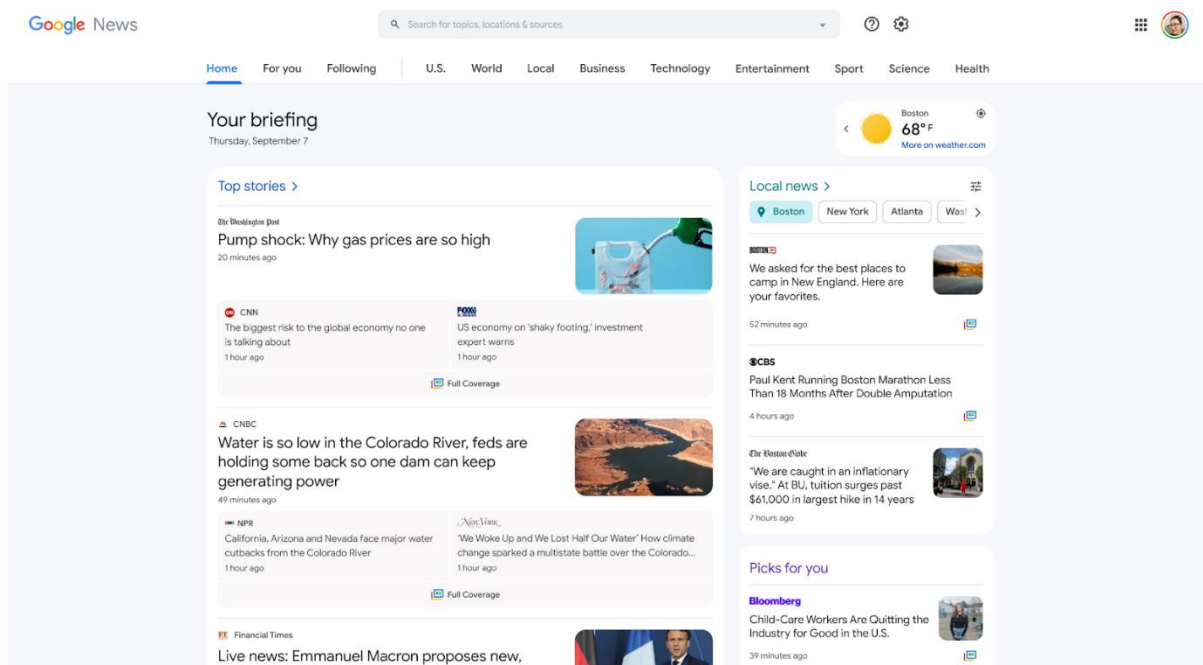 Google News
Search for topics, locations & sources
Home For you Following U.S. World Local Business Technology Entertainment Sport Science Health
Your briefing
Thursday, September 7
Boston
68° F
More on weather.com
Top stories >
The Washington Post
Pump shock: Why gas prices are so high
20 minutes ago
CNN
The biggest risk to the global economy no one
is talking about
1 hour ago
FOX
US economy on 'shaky footing,' investment
expert warns
1 hour ago
Full Coverage
CNBC
Water is so low in the Colorado River, feds are
holding some back so one dam can keep
generating power
49 minutes ago
NPR
California, Arizona and Nevada face major water
cutbacks from the Colorado River
1 hour ago
New York
'We Woke Up and We Lost Half Our Water' How climate
change sparked a multistate battle over the Colorado...
1 hour ago
Full Coverage
FT Financial Times
Live news: Emmanuel Macron proposes new,
Local news >
Boston New York Atlanta Was
BOSTON
We asked for the best places to
camp in New England. Here are
your favorites.
52 minutes ago
CBS
Paul Kent Running Boston Marathon Less
Than 18 Months After Double Amputation
4 hours ago
The Boston Globe
"We are caught in an inflationary
vise." At BU, tuition surges past
$61,000 in largest hike in 14 years
7 hours ago
Picks for you
Bloomberg
Child-Care Workers Are Quitting the
Industry for Good in the U.S.
39 minutes ago